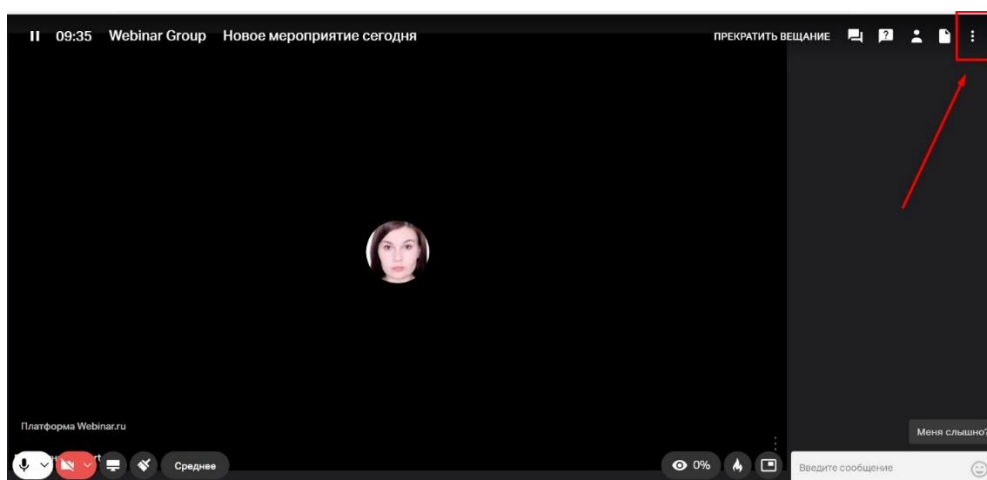 09:35 Webinar Group Новое мероприятие сегодня ПРЕКРАТИТЬ ВЕЩАНИЕ
Платформа Webinar.ru
Меня слышно?
Среднее 0% Введите сообщение